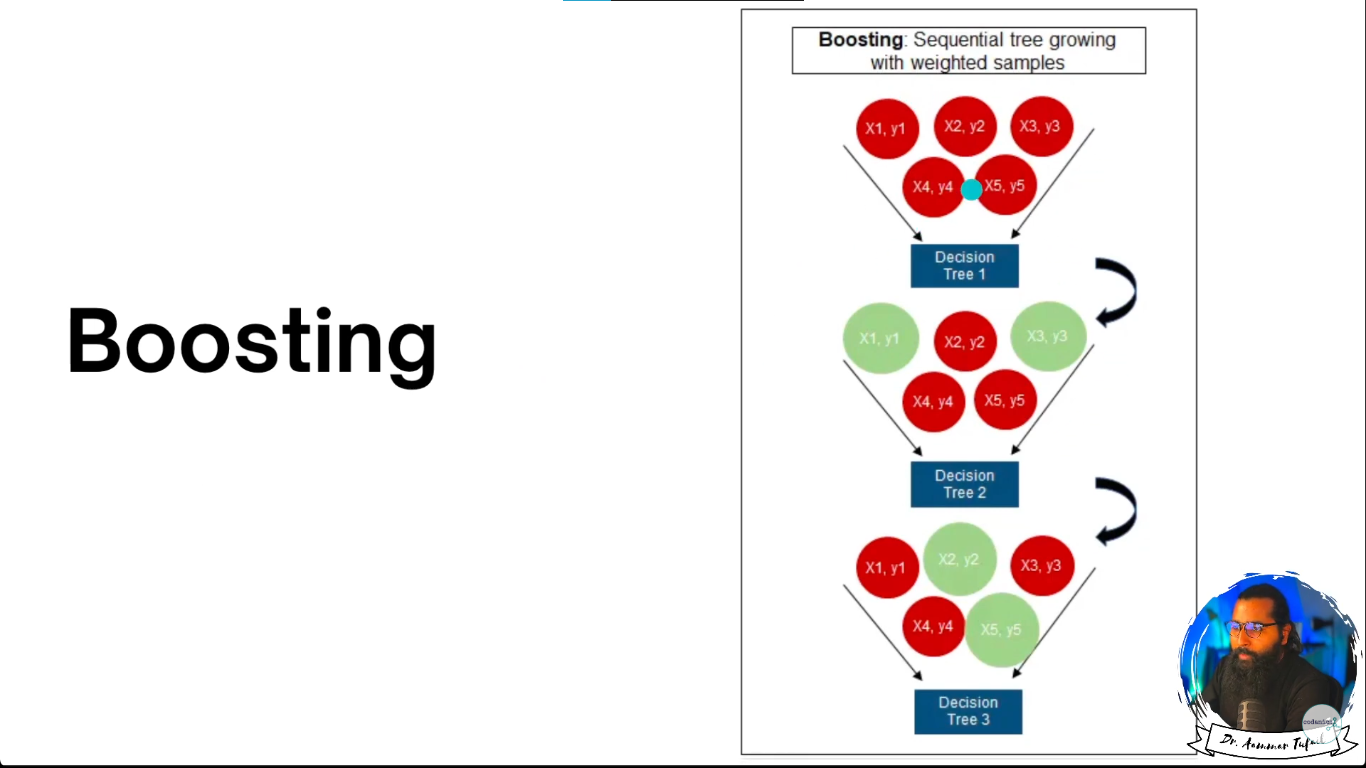 Boosting
Boosting: Sequential tree growing
with weighted samples
X1, y1
X2, y2
X3, y3
X4, y4
X5, y5
Decision
Tree 1
X1, y1
X2, y2
X3, y3
X4, y4
X5, y5
Decision
Tree 2
X1, y1
X2, y2
X3, y3
X4, y4
X5, y5
Decision
Tree 3
Dr. Aammar Tufail